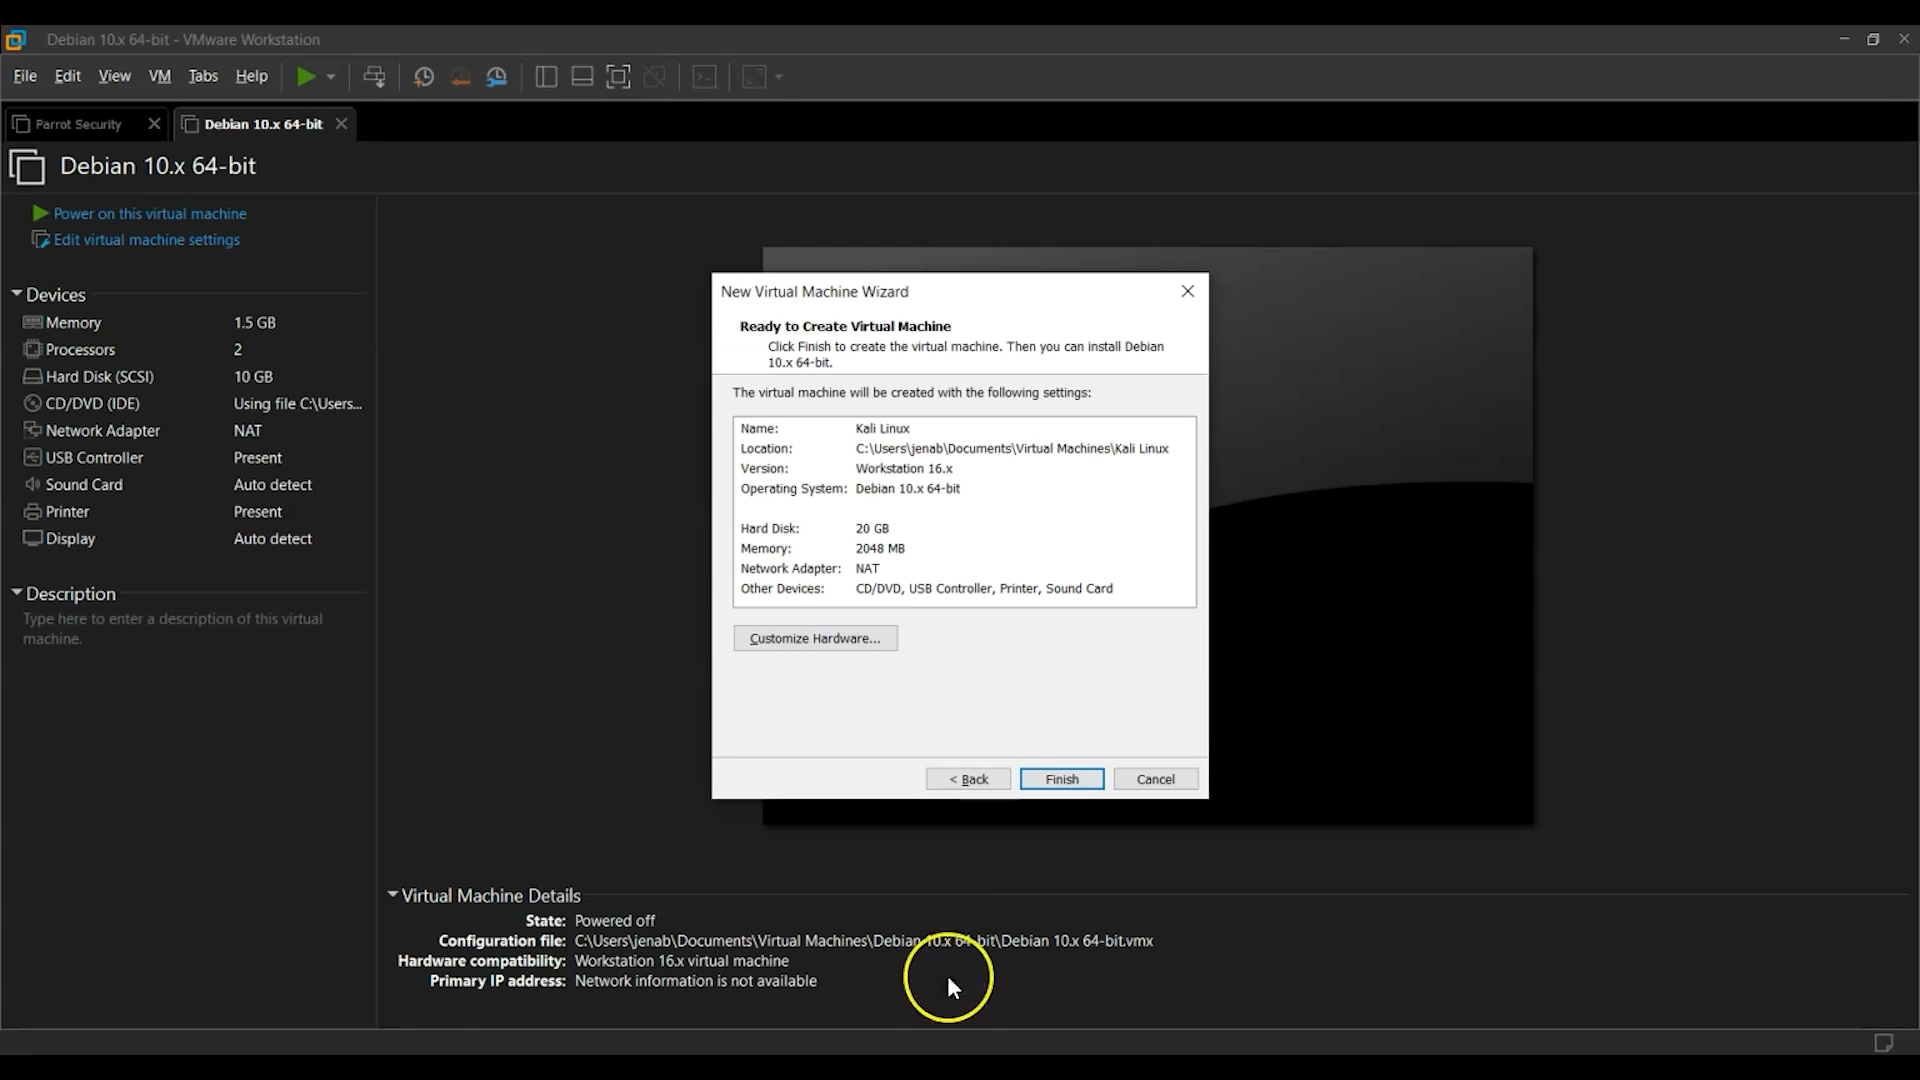 Debian 10.x 64-bit - VMware Workstation
File Edit View VM Tabs Help
Parrot Security
Debian 10.x 64-bit
Debian 10.x 64-bit
Power on this virtual machine
Edit virtual machine settings
Devices
Memory 1.5 GB
Processors 2
Hard Disk (SCSI) 10 GB
CD/DVD (IDE) Using file C:\Users...
Network Adapter NAT
USB Controller Present
Sound Card Auto detect
Printer Present
Display Auto detect
Description
Type here to enter a description of this virtual
machine.
New Virtual Machine Wizard
Ready to Create Virtual Machine
Click Finish to create the virtual machine. Then you can install Debian
10.x 64-bit.
The virtual machine will be created with the following settings:
Name: Kali Linux
Location: C:\Users\jenab\Documents\Virtual Machines\Kali Linux
Version: Workstation 16.x
Operating System: Debian 10.x 64-bit
Hard Disk: 20 GB
Memory: 2048 MB
Network Adapter: NAT
Other Devices: CD/DVD, USB Controller, Printer, Sound Card
Customize Hardware...
< Back Finish Cancel
Virtual Machine Details
State: Powered off
Configuration file: C:\Users\jenab\Documents\Virtual Machines\Debian 10.x 64-bit\Debian 10.x 64-bit.vmx
Hardware compatibility: Workstation 16.x virtual machine
Primary IP address: Network information is not available